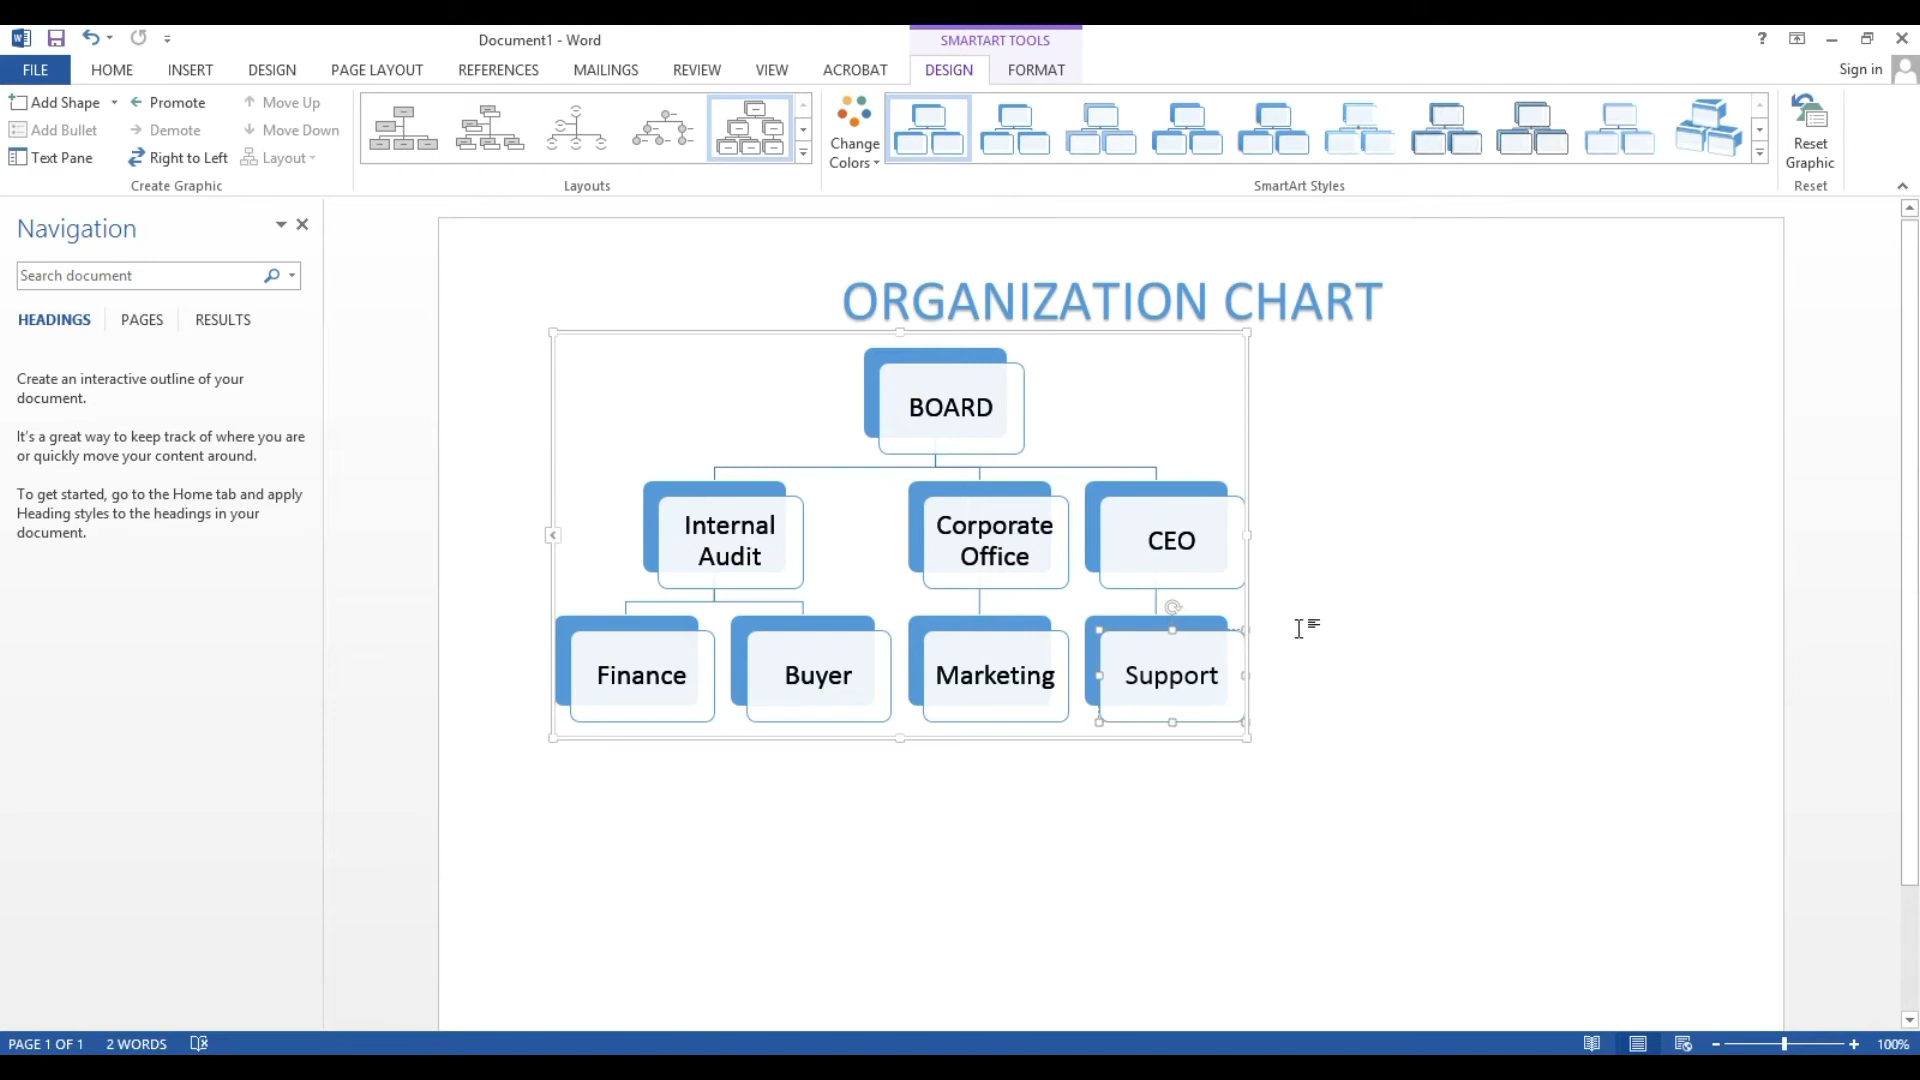 Document1 - Word
SMARTART TOOLS
?
FILE HOME INSERT DESIGN PAGE LAYOUT REFERENCES MAILINGS REVIEW VIEW ACROBAT DESIGN FORMAT Sign in
Add Shape Promote Move Up
Add Bullet Demote Move Down
Text Pane Right to Left Layout
Create Graphic
Layouts
Change
Colors
SmartArt Styles
Reset
Graphic
Reset
Navigation
Search document
HEADINGS PAGES RESULTS
Create an interactive outline of your
document.
It's a great way to keep track of where you are
or quickly move your content around.
To get started, go to the Home tab and apply
Heading styles to the headings in your
document.
ORGANIZATION CHART
BOARD
Internal
Audit
Corporate
Office
CEO
Finance
Buyer
Marketing
Support
PAGE 1 OF 1 2 WORDS 100%